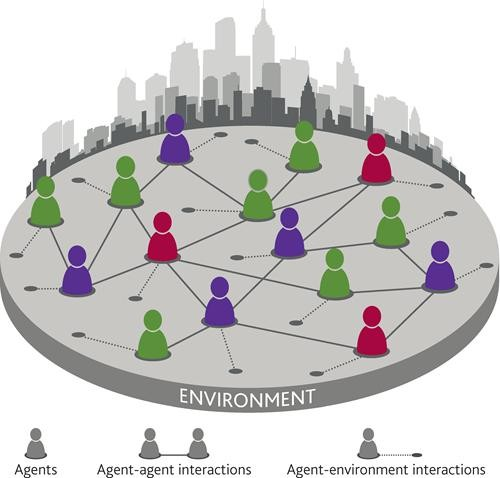 ENVIRONMENT
Agents
Agent-agent interactions
Agent-environment interactions